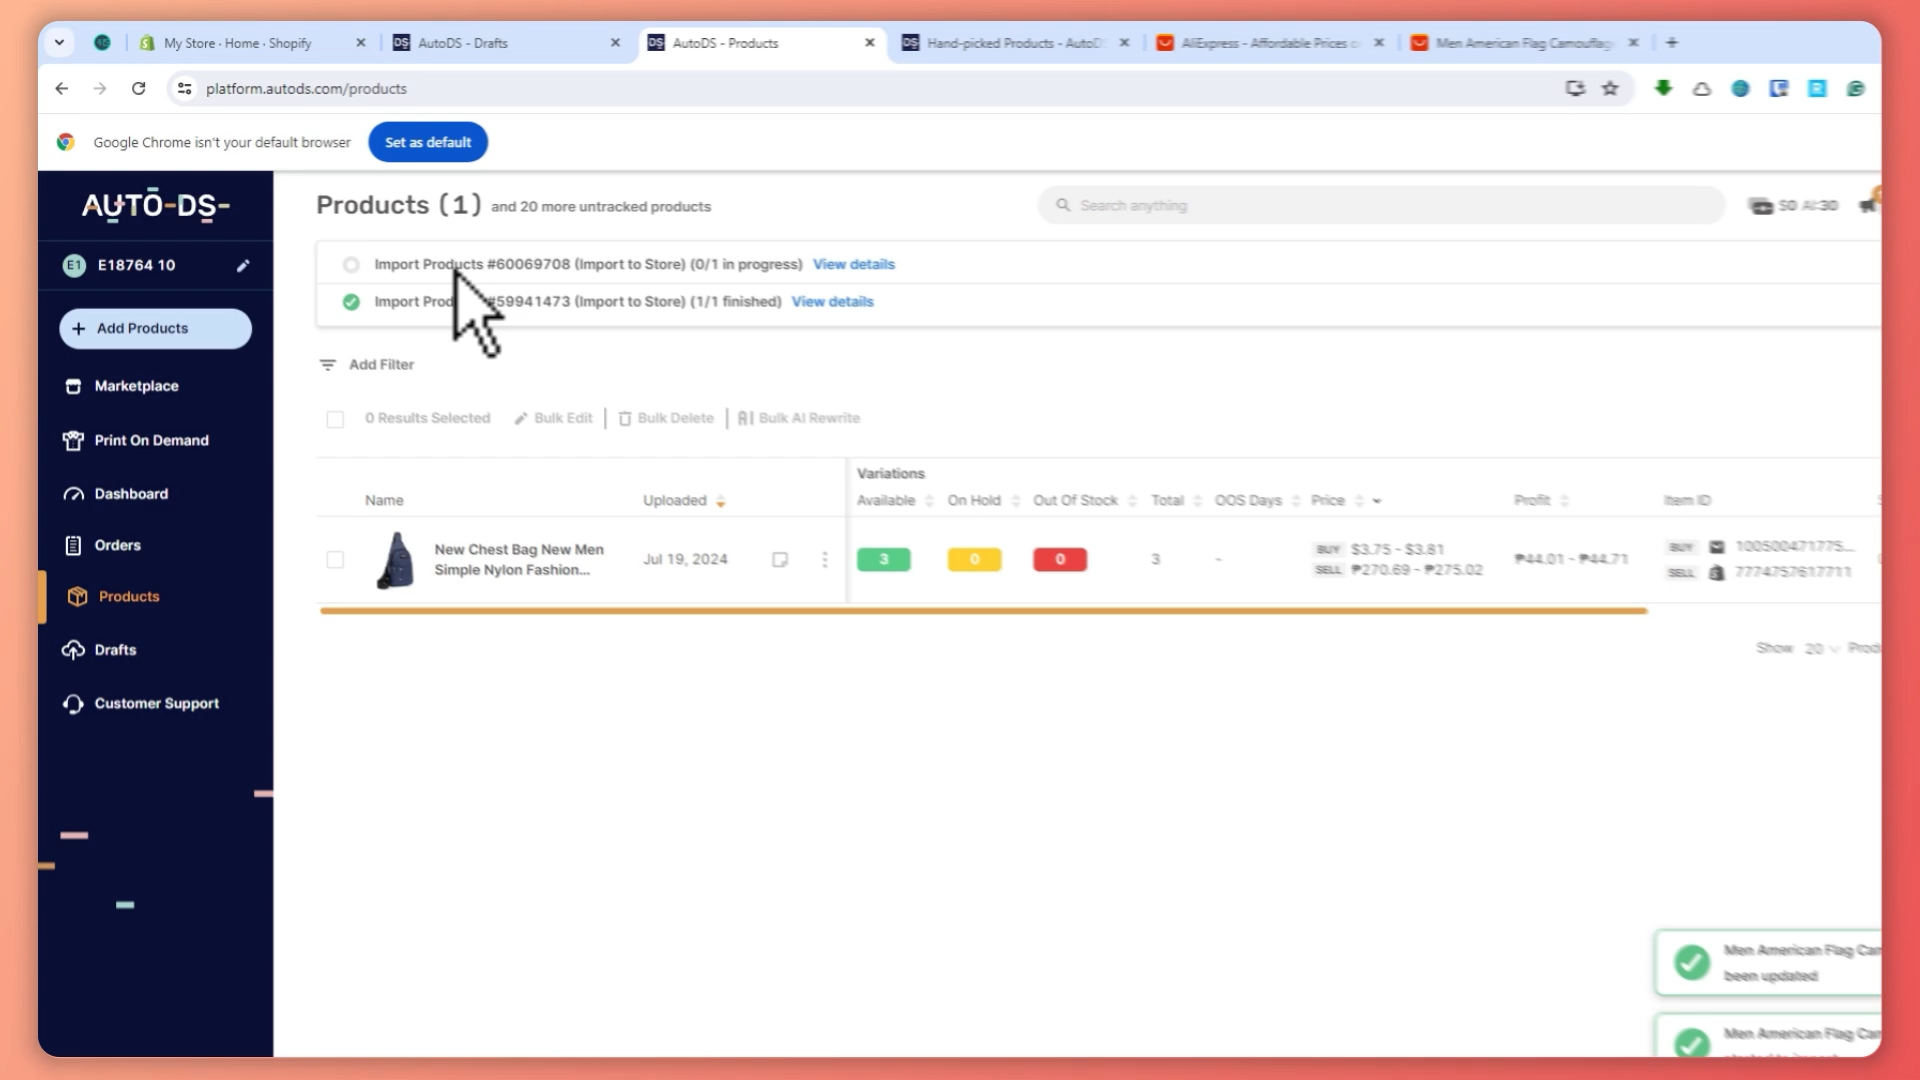 My Store · Home · Shopify
AutoDS - Drafts
AutoDS - Products
Hand-picked Products - AutoD
AliExpress - Affordable Prices
Men American Flag Camouflag
platform.autods.com/products
Google Chrome isn't your default browser
Set as default
AUTO-DS-
E1 E18764 10
Add Products
Marketplace
Print On Demand
Dashboard
Orders
Products
Drafts
Customer Support
Products (1) and 20 more untracked products
Search anything
$0 AI:30
Import Products #60069708 (Import to Store) (0/1 in progress) View details
Import Prod #59941473 (Import to Store) (1/1 finished) View details
Add Filter
0 Results Selected Bulk Edit Bulk Delete Bulk AI Rewrite
Variations
Name Uploaded Available On Hold Out Of Stock Total OOS Days Price Profit Item ID
New Chest Bag New Men
Simple Nylon Fashion...
Jul 19, 2024
3 0 0 3 -
BUY $3.75 - $3.81
SELL ₱270.69 - ₱275.02
₱44.01 - ₱44.71
BUY 100500471775...
SELL 7774757617711
Show 20 Prod
Men American Flag Cam
been updated
Men American Flag Cam